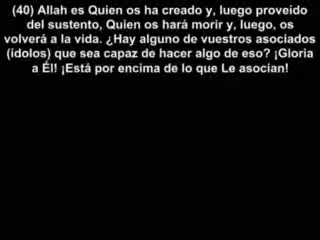 (40) Allah es Quien os ha creado y, luego proveído
del sustento, Quien os hará morir y, luego, os
volverá a la vida. ¿Hay alguno de vuestros asociados
(ídolos) que sea capaz de hacer algo de eso? ¡Gloria
a Él! ¡Está por encima de lo que Le asocian!